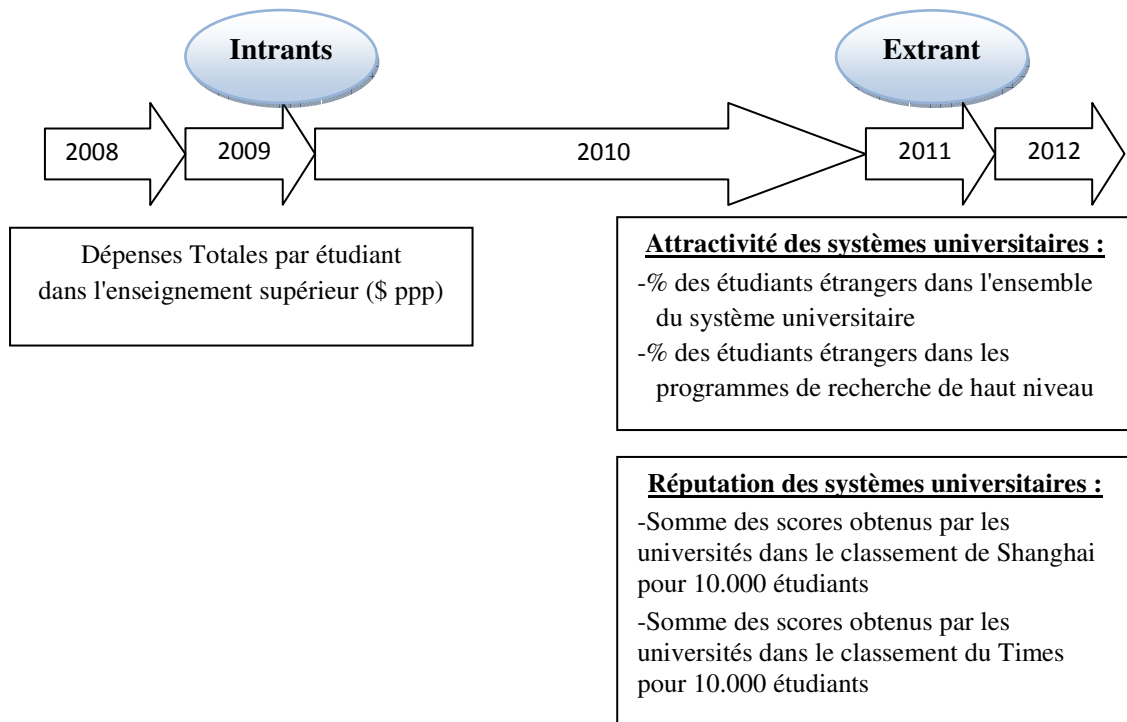 Intrants
Extrant
2008
2009
2010
2011
2012
Dépenses Totales par étudiant
dans l'enseignement supérieur ($ ppp)
Attractivité des systèmes universitaires :
-% des étudiants étrangers dans l'ensemble
du système universitaire
-% des étudiants étrangers dans les
programmes de recherche de haut niveau
Réputation des systèmes universitaires :
-Somme des scores obtenus par les
universités dans le classement de Shanghai
pour 10.000 étudiants
-Somme des scores obtenus par les
universités dans le classement du Times
pour 10.000 étudiants